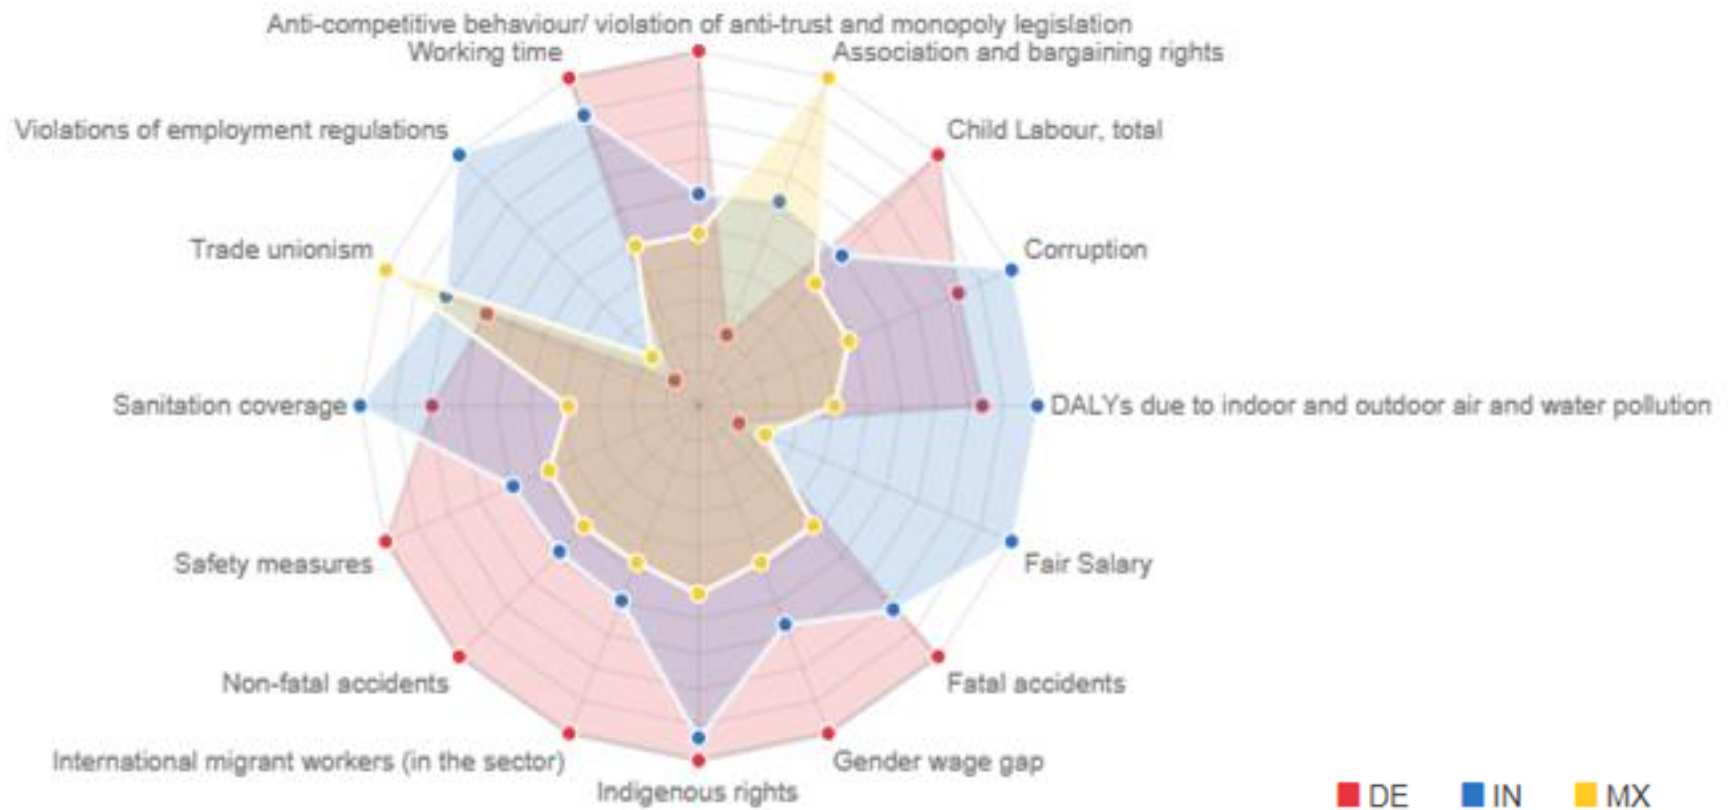 Anti-competitive behaviour/ violation of anti-trust and monopoly legislation
Working time
Association and bargaining rights
Violations of employment regulations
Child Labour, total
Trade unionism
Corruption
Sanitation coverage
DALYs due to indoor and outdoor air and water pollution
Safety measures
Fair Salary
Non-fatal accidents
Fatal accidents
International migrant workers (in the sector)
Gender wage gap
Indigenous rights
DE IN MX